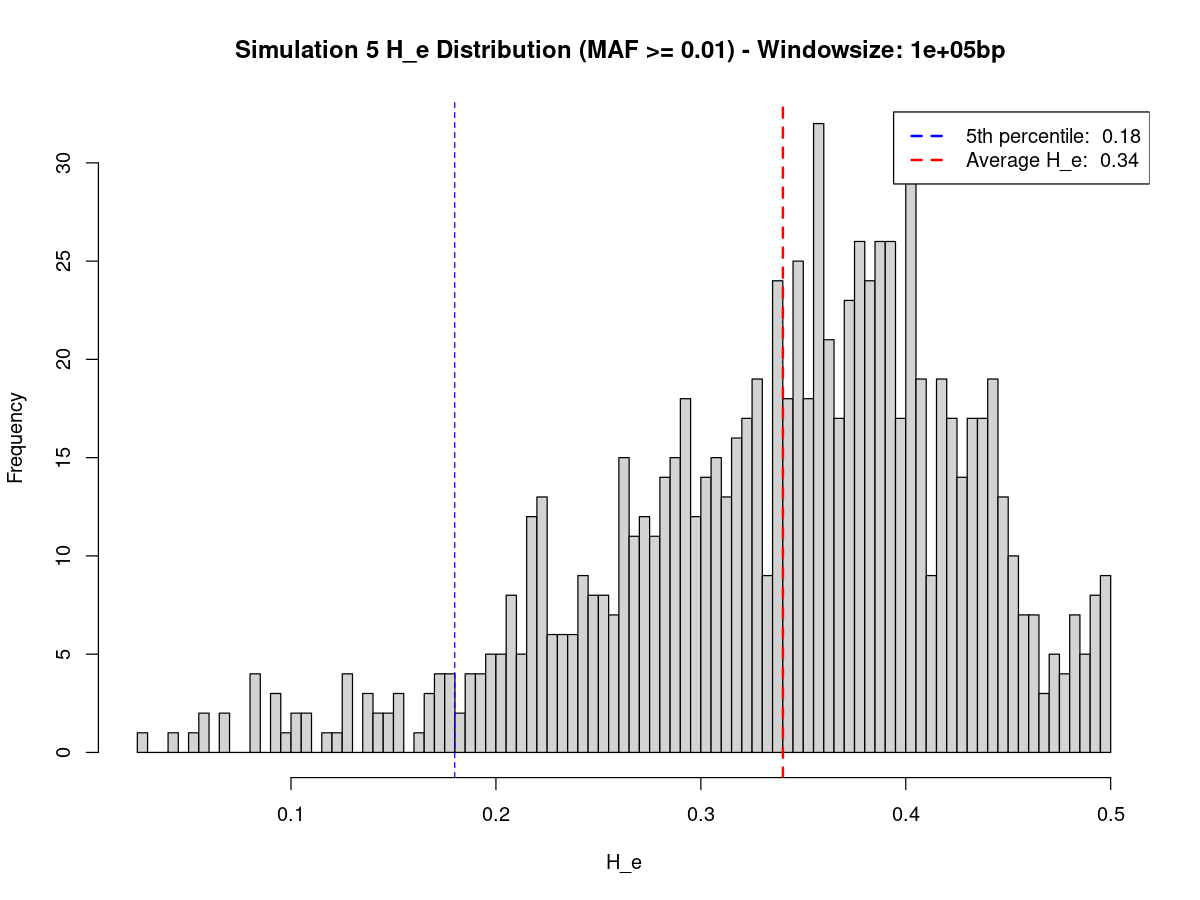 Simulation 5 H_e Distribution (MAF >= 0.01) - Windowsize: 1e+05bp
5th percentile:  0.18
Average H_e:  0.34
Frequency
30
25
20
15
10
5
0
0.1
0.2
0.3
0.4
0.5
H_e